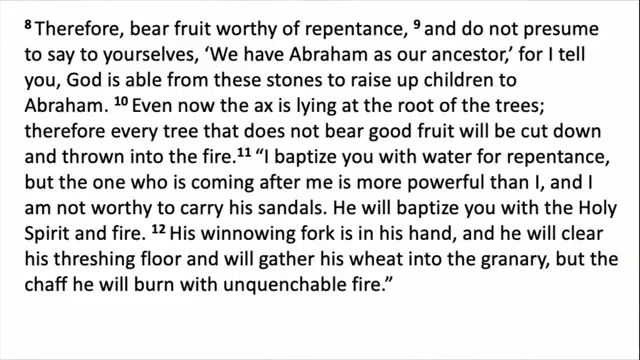 ⁸ Therefore, bear fruit worthy of repentance, ⁹ and do not presume
to say to yourselves, ‘We have Abraham as our ancestor,’ for I tell
you, God is able from these stones to raise up children to
Abraham. ¹⁰ Even now the ax is lying at the root of the trees;
therefore every tree that does not bear good fruit will be cut down
and thrown into the fire.¹¹ “I baptize you with water for repentance,
but the one who is coming after me is more powerful than I, and I
am not worthy to carry his sandals. He will baptize you with the Holy
Spirit and fire. ¹² His winnowing fork is in his hand, and he will clear
his threshing floor and will gather his wheat into the granary, but the
chaff he will burn with unquenchable fire.”